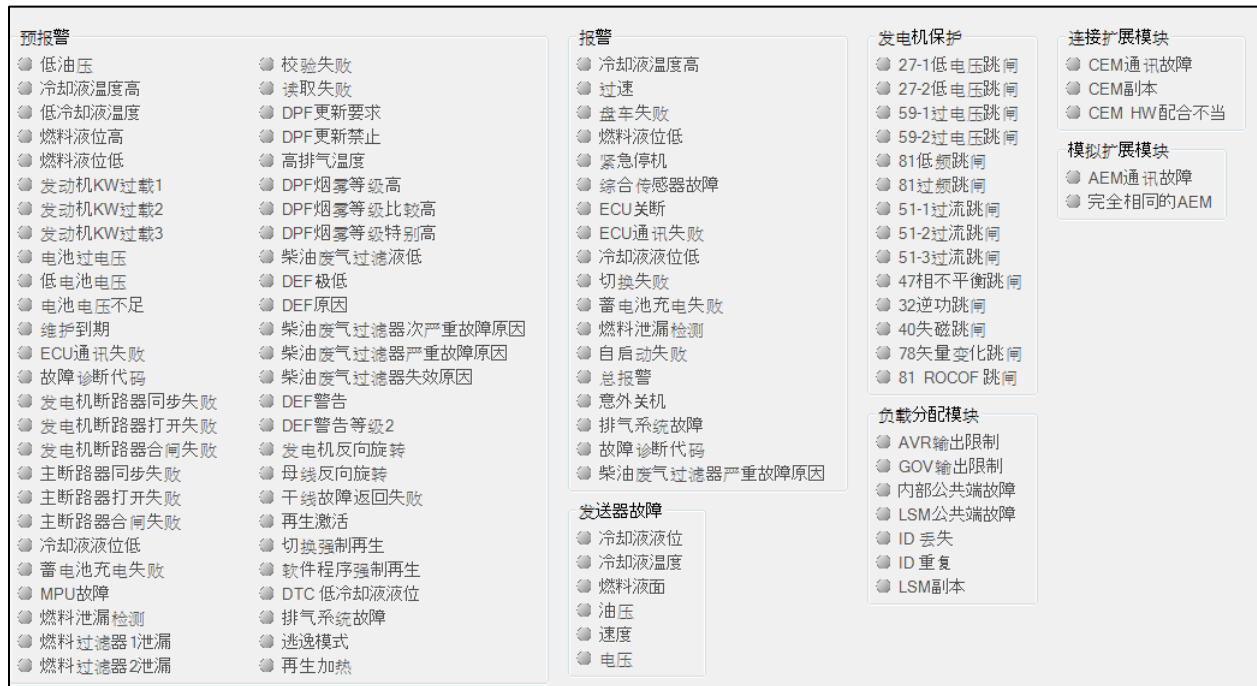 预报警
低油压
冷却液温度高
低冷却液温度
燃料液位高
燃料液位低
发动机KW过载1
发动机KW过载2
发动机KW过载3
电池过电压
低电池电压
电池电压不足
维护到期
ECU通讯失败
故障诊断代码
发电机断路器同步失败
发电机断路器打开失败
发电机断路器合闸失败
主断路器同步失败
主断路器打开失败
主断路器合闸失败
冷却液液位低
蓄电池充电失败
MPU故障
燃料泄漏检测
燃料过滤器1泄漏
燃料过滤器2泄漏
校验失败
读取失败
DPF更新要求
DPF更新禁止
高排气温度
DPF烟雾等级高
DPF烟雾等级比较高
DPF烟雾等级特别高
柴油废气过滤液低
DEF极低
DEF原因
柴油废气过滤器次严重故障原因
柴油废气过滤器严重故障原因
柴油废气过滤器失效原因
DEF警告
DEF警告等级2
发电机反向旋转
母线反向旋转
干线故障返回失败
再生激活
切换强制再生
软件程序强制再生
DTC 低冷却液液位
排气系统故障
逃逸模式
再生加热
报警
冷却液温度高
过速
盘车失败
燃料液位低
紧急停机
综合传感器故障
ECU关断
ECU通讯失败
冷却液液位低
切换失败
蓄电池充电失败
燃料泄漏检测
自启动失败
总报警
意外关机
排气系统故障
故障诊断代码
柴油废气过滤器严重故障原因
发送器故障
冷却液液位
冷却液温度
燃料液面
油压
速度
电压
发电机保护
27-1低电压跳闸
27-2低电压跳闸
59-1过电压跳闸
59-2过电压跳闸
81低频跳闸
81过频跳闸
51-1过流跳闸
51-2过流跳闸
51-3过流跳闸
47相不平衡跳闸
32逆功跳闸
40失磁跳闸
78矢量变化跳闸
81 ROCOF 跳闸
负载分配模块
AVR输出限制
GOV输出限制
内部公共端故障
LSM公共端故障
ID 丢失
ID 重复
LSM副本
连接扩展模块
CEM通讯故障
CEM副本
CEM HW配合不当
模拟扩展模块
AEM通讯故障
完全相同的AEM